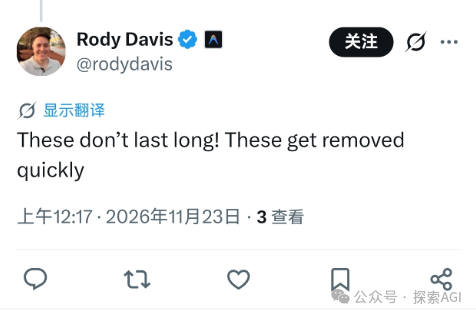 Rody Davis
关注
@rodydavis
显示翻译
These don’t last long! These get removed
quickly
上午12:17 · 2026年11月23日 · 3 查看
公众号 · 探索AGI